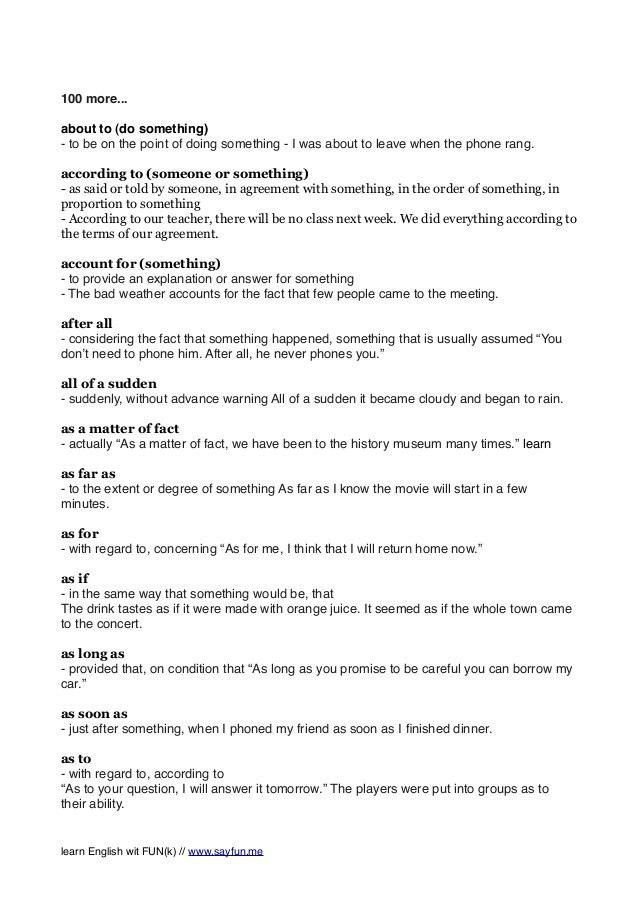 100 more...
about to (do something)
- to be on the point of doing something - I was about to leave when the phone rang.
according to (someone or something)
- as said or told by someone, in agreement with something, in the order of something, in
proportion to something
- According to our teacher, there will be no class next week. We did everything according to
the terms of our agreement.
account for (something)
- to provide an explanation or answer for something
- The bad weather accounts for the fact that few people came to the meeting.
after all
- considering the fact that something happened, something that is usually assumed “You
don’t need to phone him. After all, he never phones you.”
all of a sudden
- suddenly, without advance warning All of a sudden it became cloudy and began to rain.
as a matter of fact
- actually “As a matter of fact, we have been to the history museum many times.” learn
as far as
- to the extent or degree of something As far as I know the movie will start in a few
minutes.
as for
- with regard to, concerning “As for me, I think that I will return home now.”
as if
- in the same way that something would be, that
The drink tastes as if it were made with orange juice. It seemed as if the whole town came
to the concert.
as long as
- provided that, on condition that “As long as you promise to be careful you can borrow my
car.”
as soon as
- just after something, when I phoned my friend as soon as I finished dinner.
as to
- with regard to, according to
“As to your question, I will answer it tomorrow.” The players were put into groups as to
their ability.
learn English wit FUN(k) // www.sayfun.me